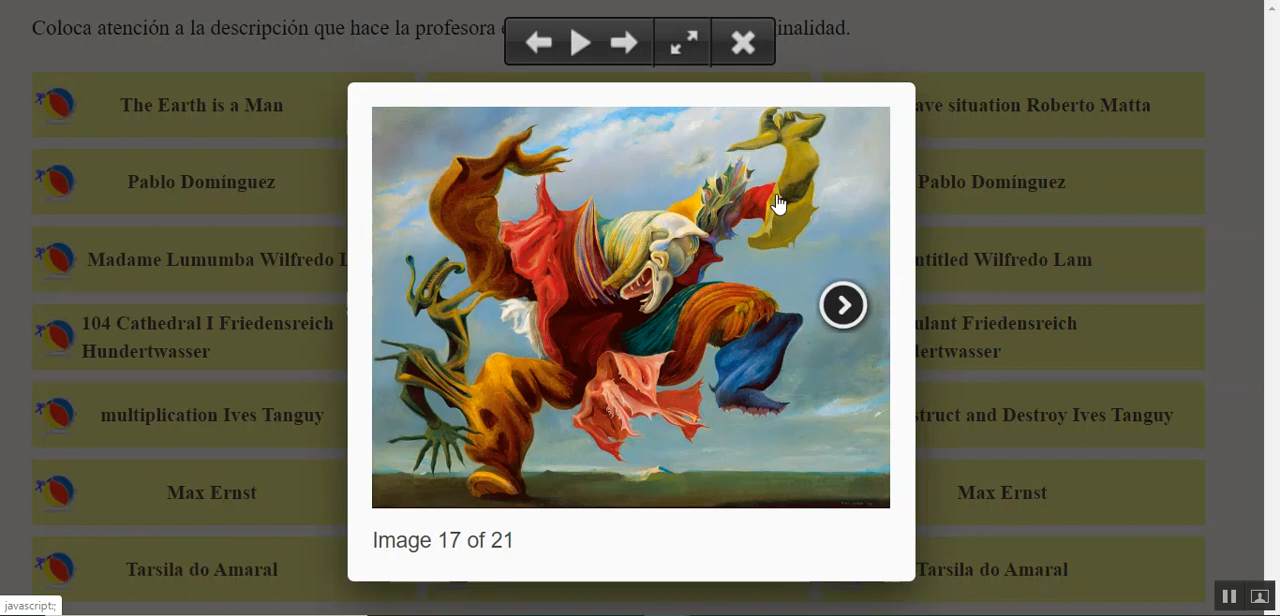 Coloca atención a la descripción que hace la profesora
inalidad.
The Earth is a Man
ave situation Roberto Matta
Pablo Domínguez
Pablo Domínguez
Madame Lumumba Wilfredo L
ntitled Wilfredo Lam
104 Cathedral I Friedensreich
Hundertwasser
ulant Friedensreich
lertwasser
multiplication Ives Tanguy
struct and Destroy Ives Tanguy
Max Ernst
Max Ernst
Tarsila do Amaral
Tarsila do Amaral
Image 17 of 21
javascript:;